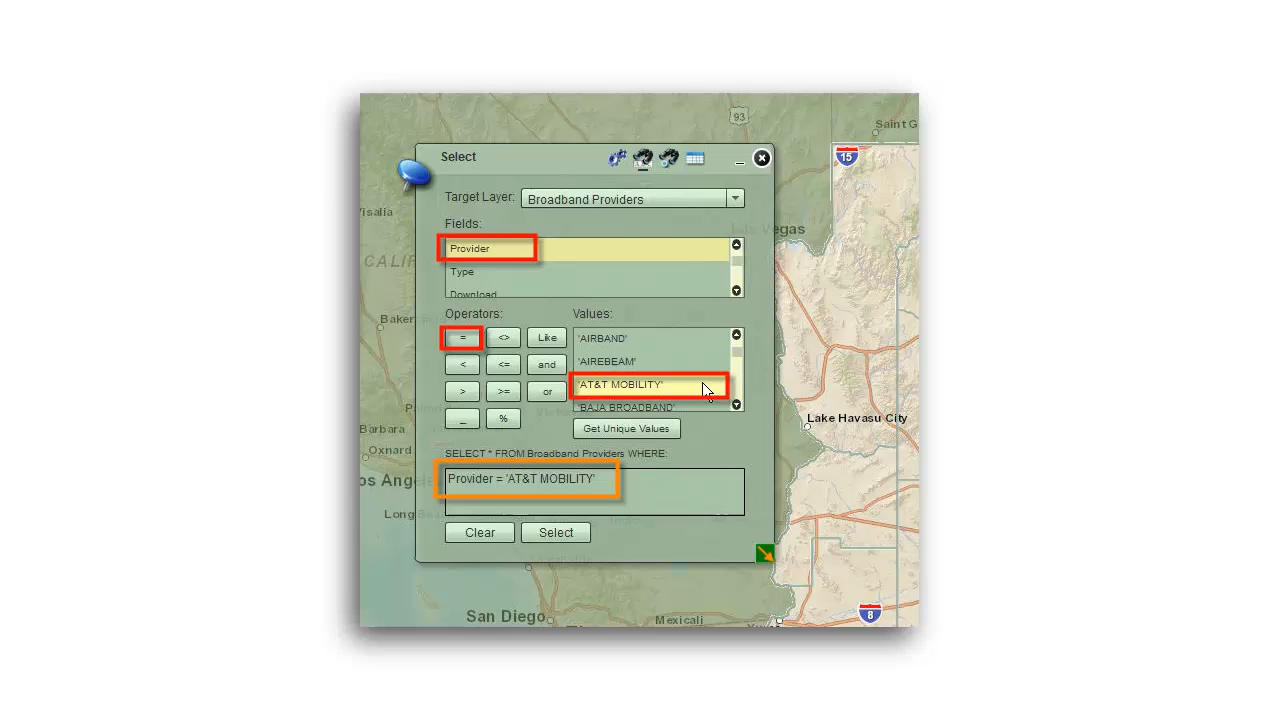 93
Saint G
Select
15
Target Layer: Broadband Providers
Visalia
Fields:
Las Vegas
Provider
CALIF
Type
Download
Operators:
Values:
Baker
= <> Like
'AIRBAND'
< <= and
'AIREBEAM'
> >= or
'AT&T MOBILITY'
_ %
'BAJA BROADBAND'
Lake Havasu City
Barbara
Get Unique Values
Oxnard
SELECT * FROM Broadband Providers WHERE:
os Angeles
Provider = 'AT&T MOBILITY'
Long Bea
Clear Select
San Diego
Mexicali
8